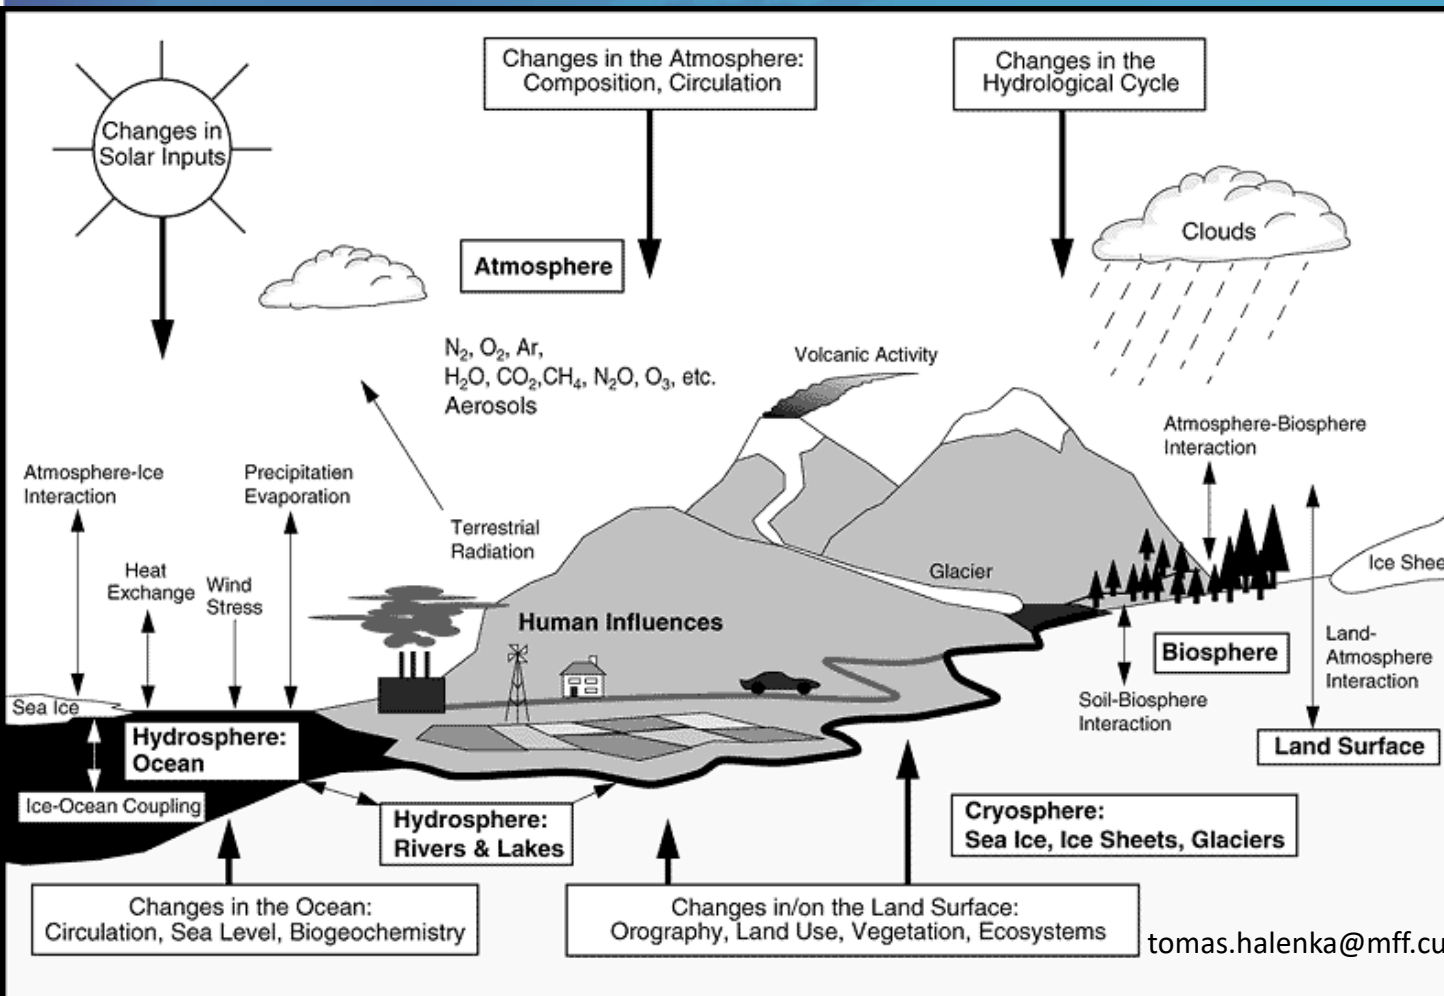 Changes in the Atmosphere:
Composition, Circulation
Changes in the
Hydrological Cycle
Changes in
Solar Inputs
Clouds
Atmosphere
N₂, O₂, Ar,
H₂O, CO₂,CH₄, N₂O, O₃, etc.
Aerosols
Volcanic Activity
Atmosphere-Biosphere
Interaction
Atmosphere-Ice
Interaction
Precipitation
Evaporation
Terrestrial
Radiation
Heat
Exchange
Wind
Stress
Glacier
Ice Shee
Human Influences
Land-
Atmosphere
Interaction
Biosphere
Soil-Biosphere
Interaction
Sea Ice
Hydrosphere:
Ocean
Land Surface
Ice-Ocean Coupling
Hydrosphere:
Rivers & Lakes
Cryosphere:
Sea Ice, Ice Sheets, Glaciers
Changes in the Ocean:
Circulation, Sea Level, Biogeochemistry
Changes in/on the Land Surface:
Orography, Land Use, Vegetation, Ecosystems
tomas.halenka@mff.cu